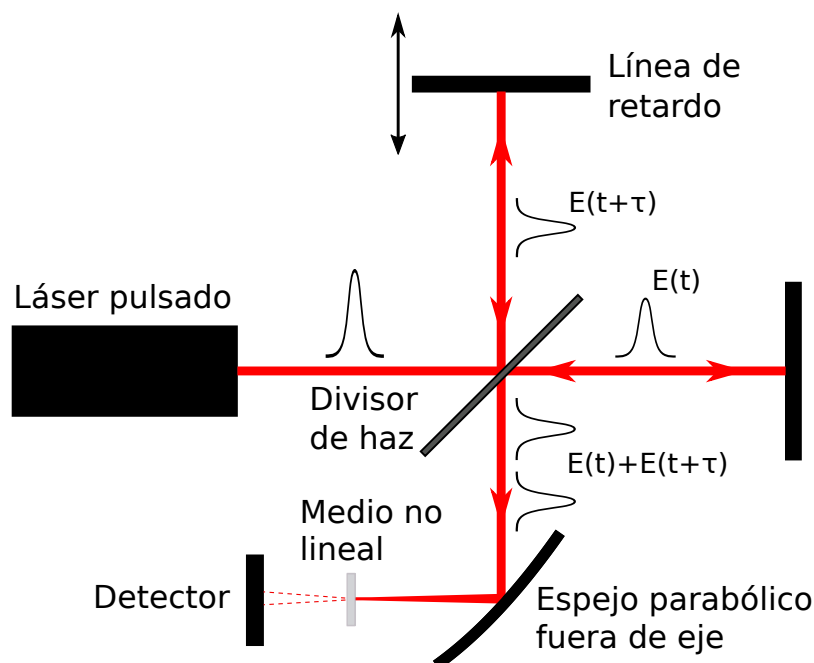 Línea de
retardo
E(t+τ)
E(t)
Láser pulsado
Divisor
de haz
E(t)+E(t+τ)
Medio no
lineal
Detector
Espejo parabólico
fuera de eje